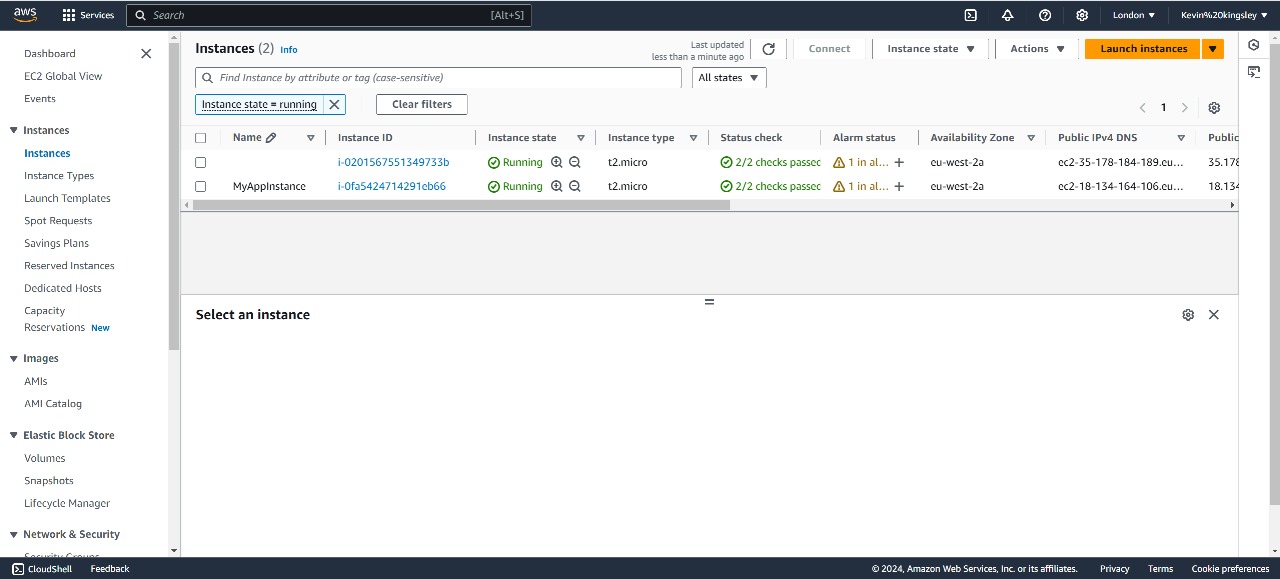 aws Services Search [Alt+S] London Kevin%20kingsley
Dashboard
EC2 Global View
Events
Instances
Instances
Instance Types
Launch Templates
Spot Requests
Savings Plans
Reserved Instances
Dedicated Hosts
Capacity
Reservations New
Images
AMIs
AMI Catalog
Elastic Block Store
Volumes
Snapshots
Lifecycle Manager
Network & Security
Security Groups
Instances (2) Info
Last updated
less than a minute ago
Connect Instance state Actions Launch instances
Find Instance by attribute or tag (case-sensitive) All states
Instance state = running Clear filters
1
Name Instance ID Instance state Instance type Status check Alarm status Availability Zone Public IPv4 DNS Public
i-0201567551349733b Running t2.micro 2/2 checks passed 1 in al... eu-west-2a ec2-35-178-184-189.eu... 35.178
MyAppInstance i-0fa5424714291eb66 Running t2.micro 2/2 checks passed 1 in al... eu-west-2a ec2-18-134-164-106.eu... 18.134
Select an instance
CloudShell Feedback © 2024, Amazon Web Services, Inc. or its affiliates. Privacy Terms Cookie preferences